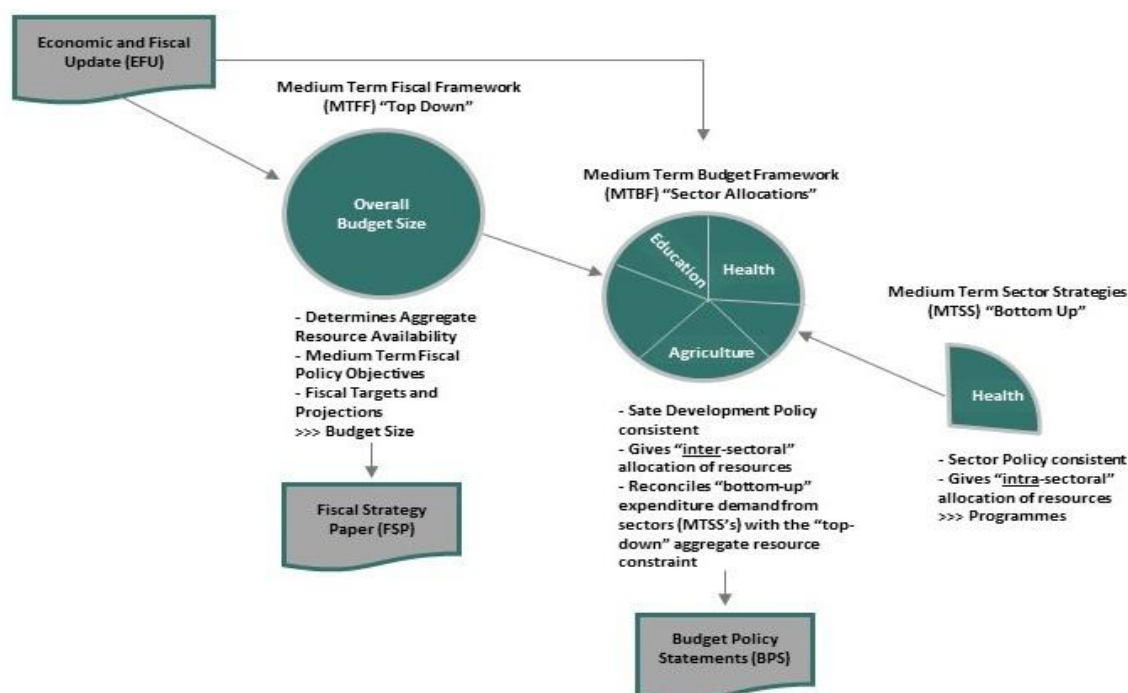 Economic and Fiscal
Update (EFU)
Medium Term Fiscal Framework
(MTFF) “Top Down”
Overall
Budget Size
- Determines Aggregate
Resource Availability
- Medium Term Fiscal
Policy Objectives
- Fiscal Targets and
Projections
>>> Budget Size
Fiscal Strategy
Paper (FSP)
Medium Term Budget Framework
(MTBF) “Sector Allocations”
Education
Health
Agriculture
- Sate Development Policy
consistent
- Gives “inter-sectoral”
allocation of resources
- Reconciles “bottom-up”
expenditure demand from
sectors (MTSS’s) with the “top-
down” aggregate resource
constraint
Budget Policy
Statements (BPS)
Medium Term Sector Strategies
(MTSS) “Bottom Up”
Health
- Sector Policy consistent
- Gives “intra-sectoral”
allocation of resources
>>> Programmes